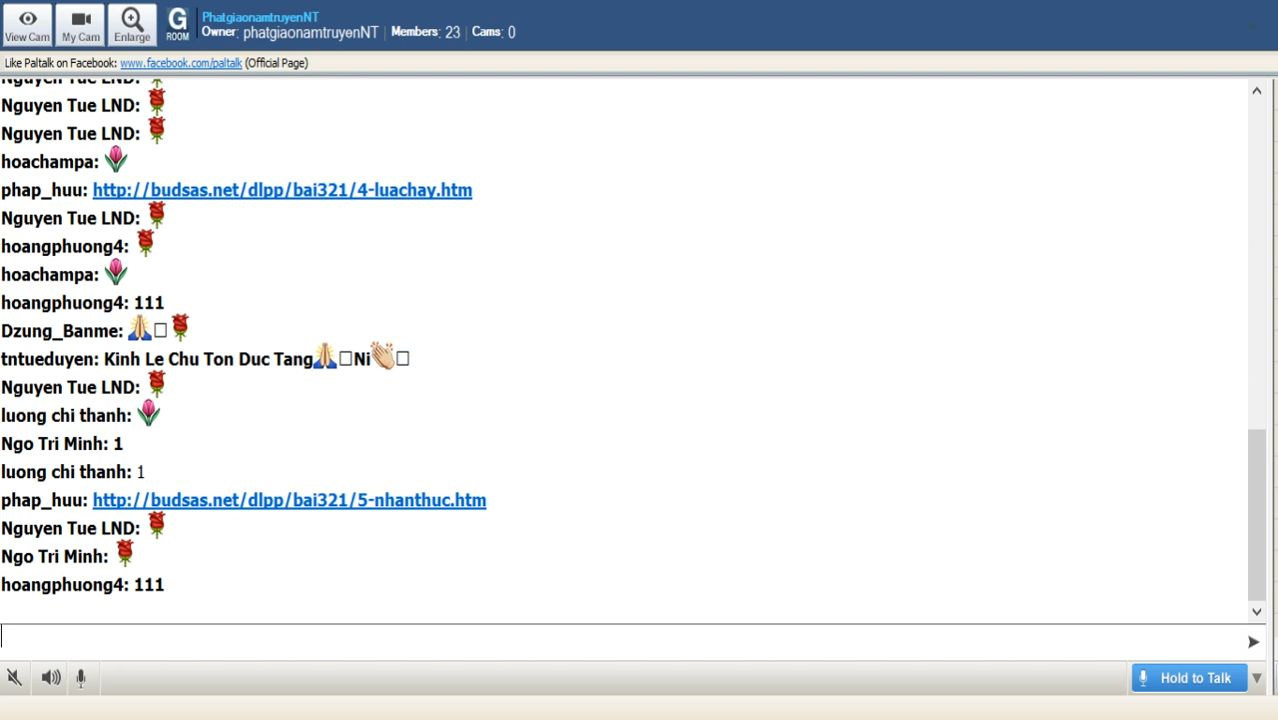 PhatgiaonamtruyenNT
View Cam My Cam Enlarge G ROOM Owner: phatgiaonamtruyenNT Members: 23 Cams: 0
Like Paltalk on Facebook: www.facebook.com/paltalk (Official Page)
Nguyen Tue LND: 🌹
Nguyen Tue LND: 🌹
Nguyen Tue LND: 🌹
hoachampa: 🌷
phap_huu: http://budsas.net/dlpp/bai321/4-luachay.htm
Nguyen Tue LND: 🌹
hoangphuong4: 🌹
hoachampa: 🌷
hoangphuong4: 111
Dzung_Banme: 🙏□🌹
tntueduyen: Kinh Le Chu Ton Duc Tang🙏□Ni👏□
Nguyen Tue LND: 🌹
luong chi thanh: 🌷
Ngo Tri Minh: 1
luong chi thanh: 1
phap_huu: http://budsas.net/dlpp/bai321/5-nhanthuc.htm
Nguyen Tue LND: 🌹
Ngo Tri Minh: 🌹
hoangphuong4: 111
Hold to Talk